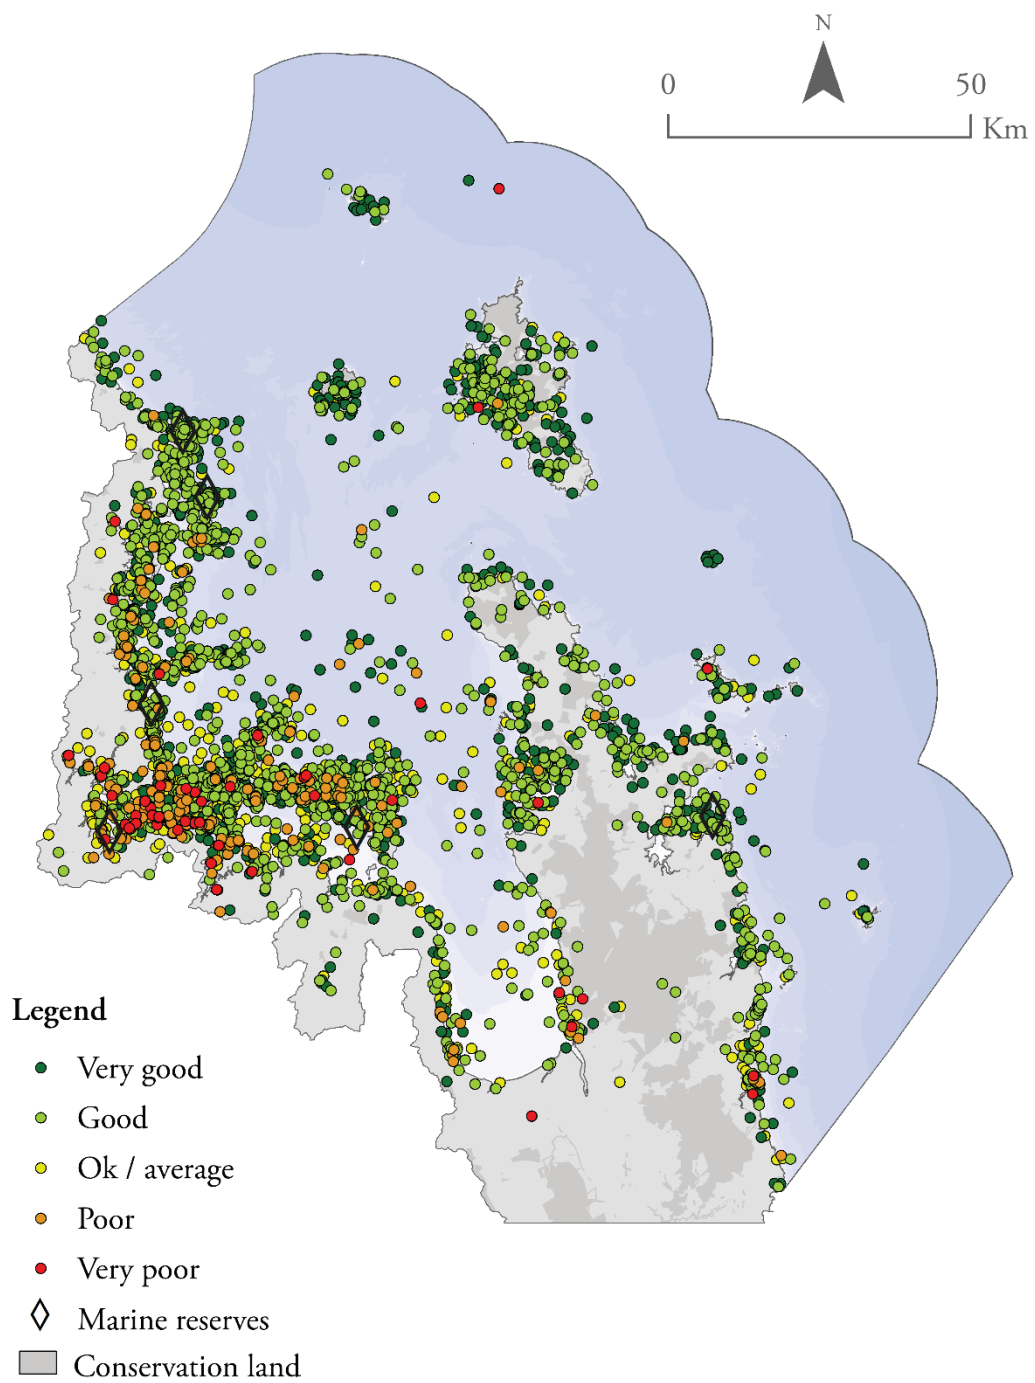 N
0 50
Km
Legend
Very good
Good
Ok / average
Poor
Very poor
Marine reserves
Conservation land